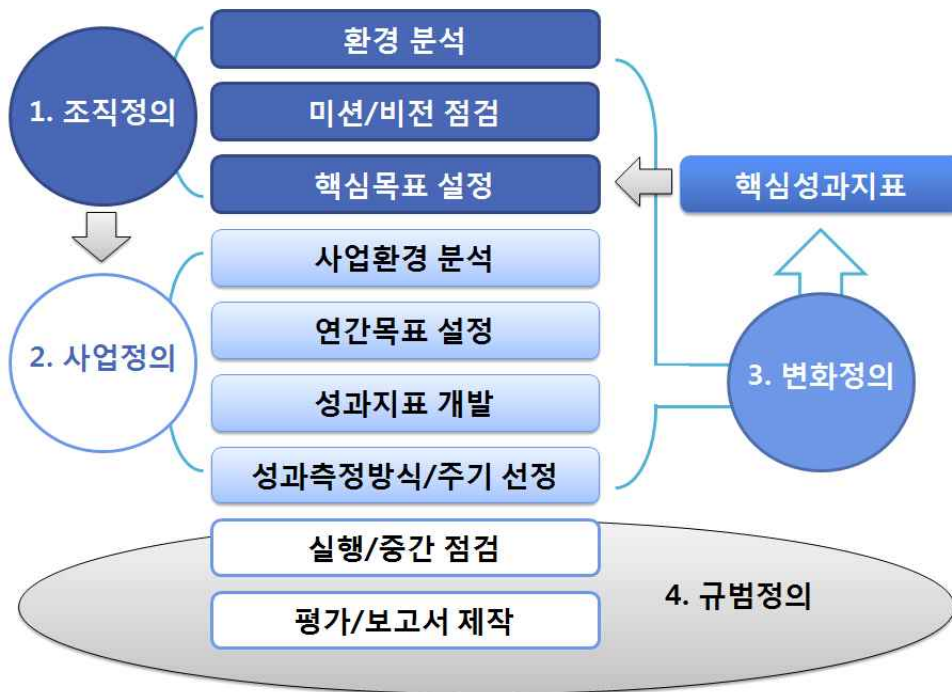 환경 분석
1. 조직정의
미션/비전 점검
핵심목표 설정
핵심성과지표
사업환경 분석
2. 사업정의
연간목표 설정
3. 변화정의
성과지표 개발
성과측정방식/주기 선정
실행/중간 점검
4. 규범정의
평가/보고서 제작